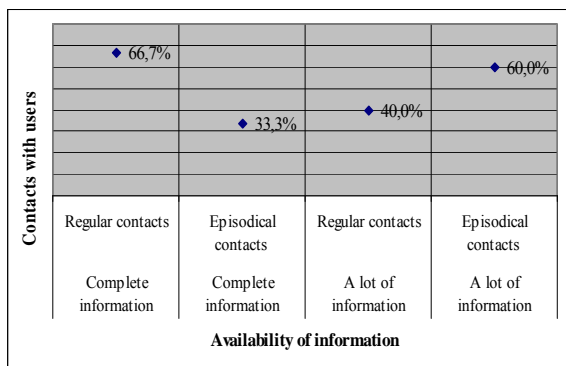 Contacts with users
66,7%
33,3%
40,0%
60,0%
Regular contacts
Episodical
contacts
Regular contacts
Episodical
contacts
Complete
information
Complete
information
A lot of
information
A lot of
information
Availability of information